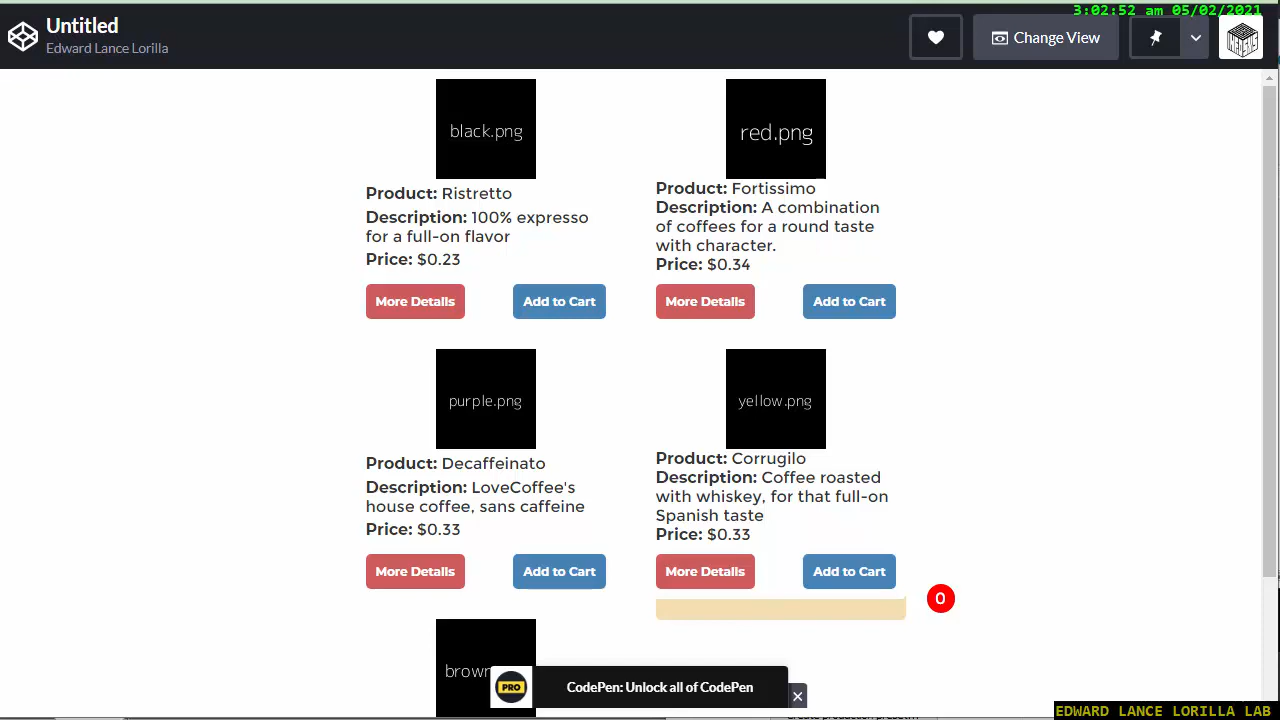 3:02:52 am 05/02/2021
Untitled
Edward Lance Lorilla
Change View
black.png
Product: Ristretto
Description: 100% expresso
for a full-on flavor
Price: $0.23
More Details
Add to Cart
red.png
Product: Fortissimo
Description: A combination
of coffees for a round taste
with character.
Price: $0.34
More Details
Add to Cart
purple.png
Product: Decaffeinato
Description: LoveCoffee's
house coffee, sans caffeine
Price: $0.33
More Details
Add to Cart
yellow.png
Product: Corrugilo
Description: Coffee roasted
with whiskey, for that full-on
Spanish taste
Price: $0.33
More Details
Add to Cart
0
brown
PRO
CodePen: Unlock all of CodePen
EDWARD LANCE LORILLA LAB